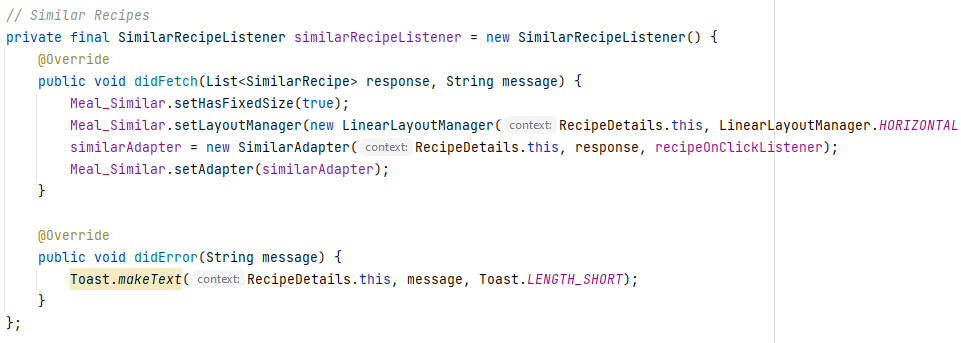 // Similar Recipes
private final SimilarRecipeListener similarRecipeListener = new SimilarRecipeListener() {
@Override
public void didFetch(List<SimilarRecipe> response, String message) {
Meal_Similar.setHasFixedSize(true);
Meal_Similar.setLayoutManager(new LinearLayoutManager( context: RecipeDetails.this, LinearLayoutManager.HORIZONTAL
similarAdapter = new SimilarAdapter( context: RecipeDetails.this, response, recipeOnClickListener);
Meal_Similar.setAdapter(similarAdapter);
}
@Override
public void didError(String message) {
Toast.makeText( context: RecipeDetails.this, message, Toast.LENGTH_SHORT);
}
};